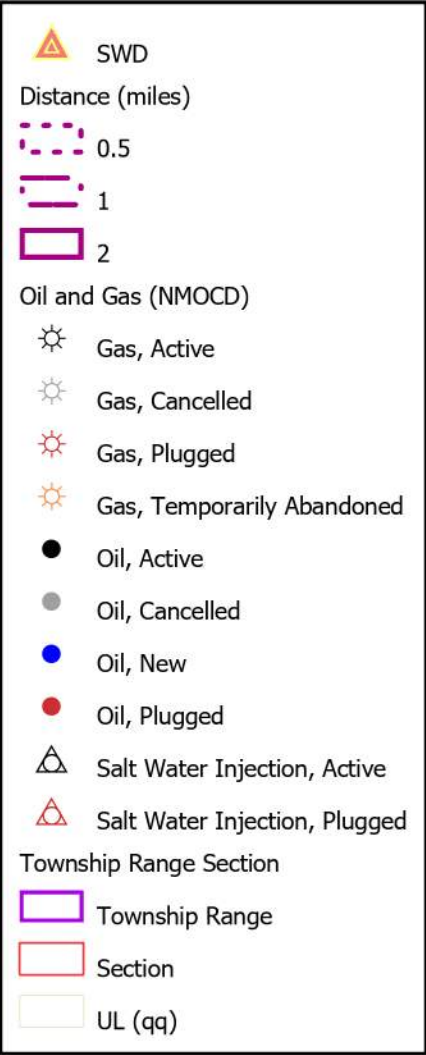 SWD
Distance (miles)
0.5
1
2
Oil and Gas (NMOCD)
Gas, Active
Gas, Cancelled
Gas, Plugged
Gas, Temporarily Abandoned
Oil, Active
Oil, Cancelled
Oil, New
Oil, Plugged
Salt Water Injection, Active
Salt Water Injection, Plugged
Township Range Section
Township Range
Section
UL (qq)